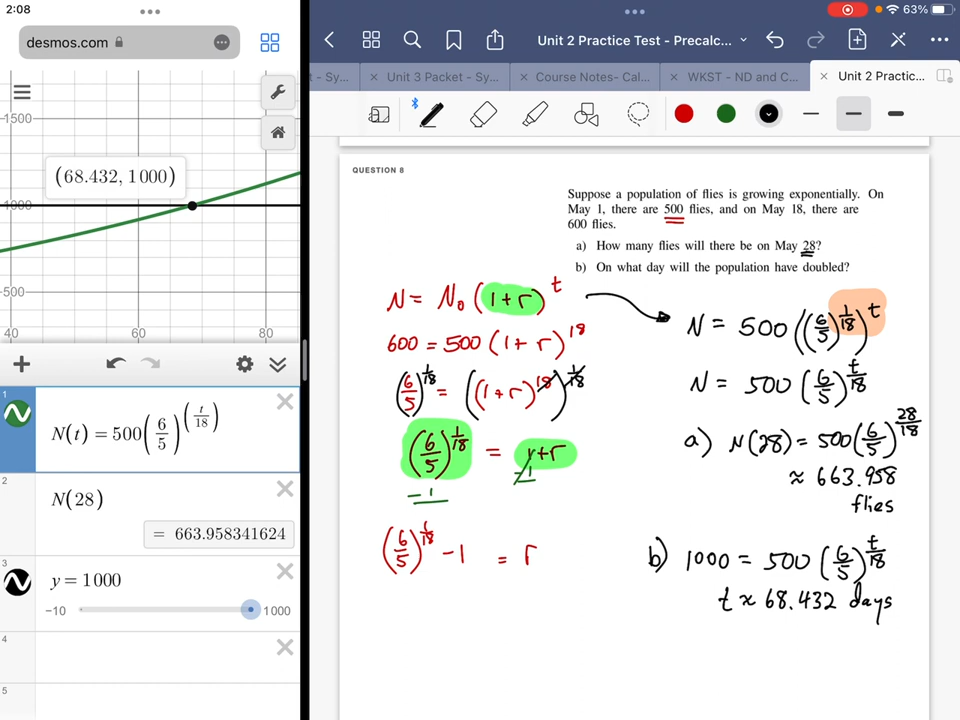 2:08
63%
desmos.com
Unit 2 Practice Test - Precalc...
t - Sy...
Unit 3 Packet - Sy...
Course Notes- Cal...
WKST - ND and C...
Unit 2 Practic...
1500
(68.432, 1000)
1000
500
40
60
80
1
N(t) = 500(6/5)^(t/18)
2
N(28)
= 663.958341624
3
y = 1000
-10
1000
4
5
QUESTION 8
Suppose a population of flies is growing exponentially. On
May 1, there are 500 flies, and on May 18, there are
600 flies.
a) How many flies will there be on May 28?
b) On what day will the population have doubled?
N = N₀ (1+r)^t
600 = 500 (1+r)^18
(6/5)^(1/18) = ((1+r)^18)^(1/18)
(6/5)^(1/18) = 1+r
-1 -1
(6/5)^(1/18) - 1 = r
N = 500 ((6/5)^(1/18))^t
N = 500 (6/5)^(t/18)
a) N(28) = 500(6/5)^(28/18)
≈ 663.958
flies
b) 1000 = 500 (6/5)^(t/18)
t ≈ 68.432 days